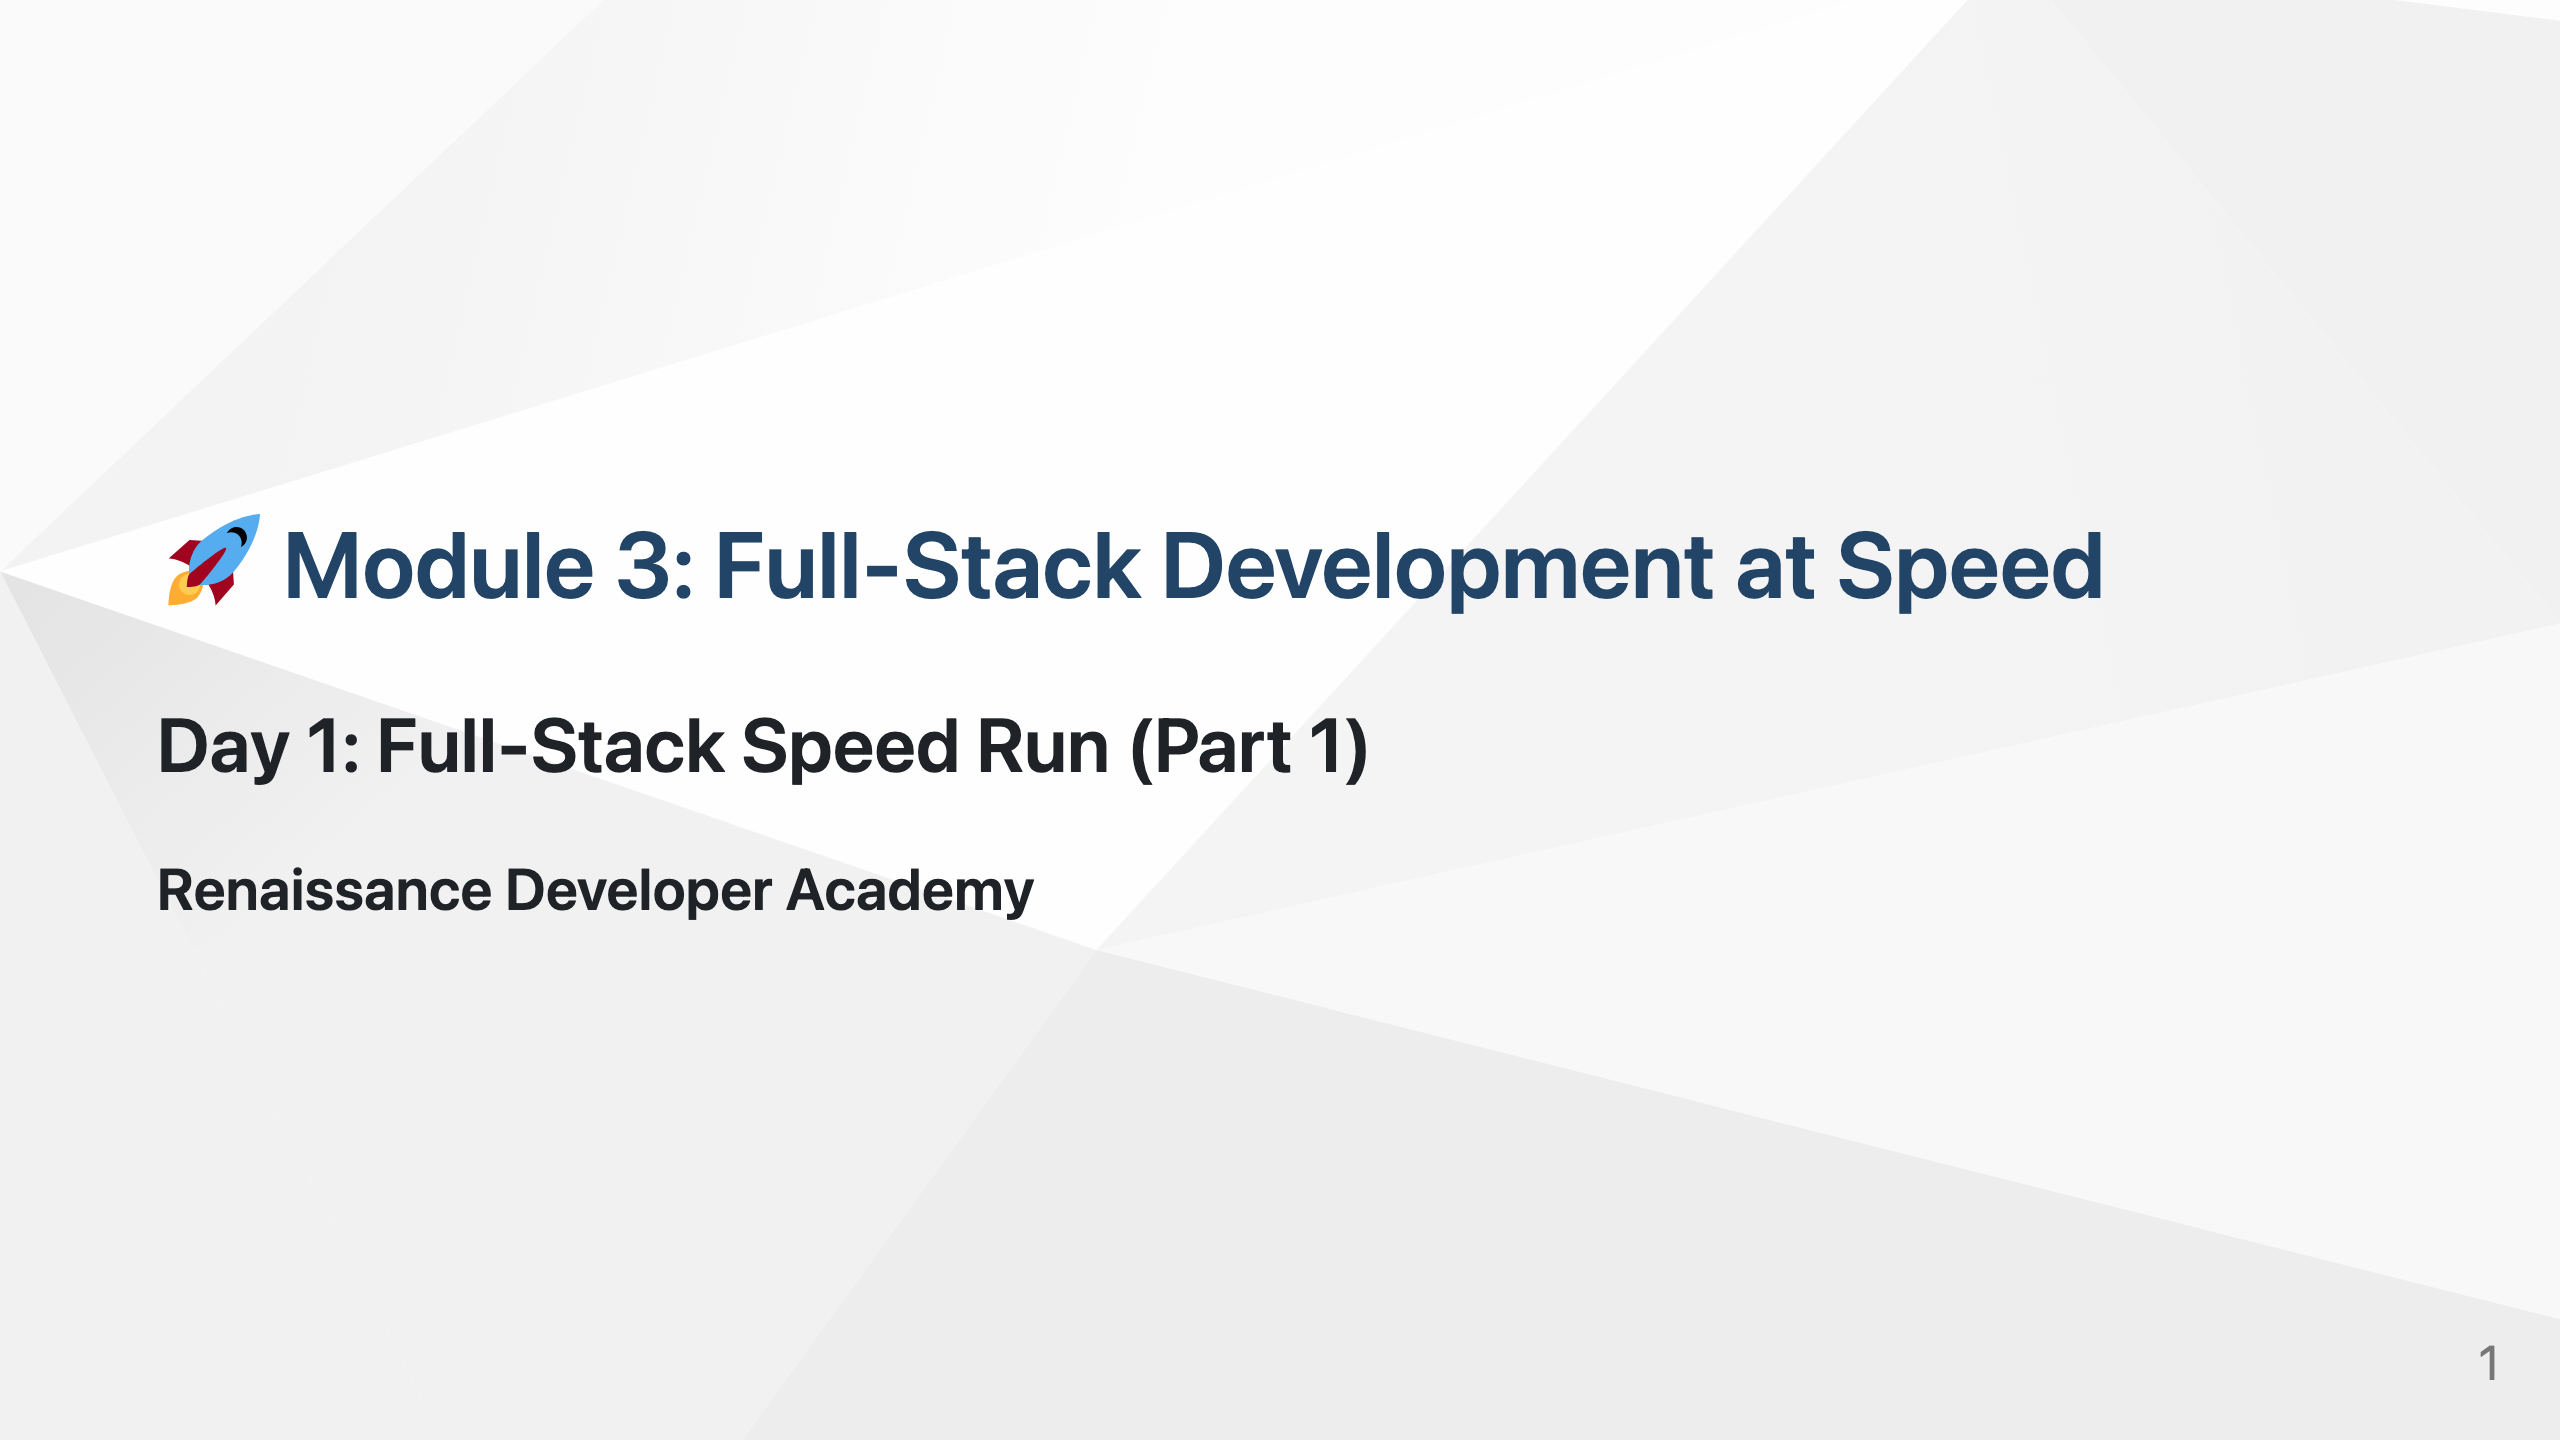 🚀 Module 3: Full-Stack Development at Speed
Day 1: Full-Stack Speed Run (Part 1)
Renaissance Developer Academy
1